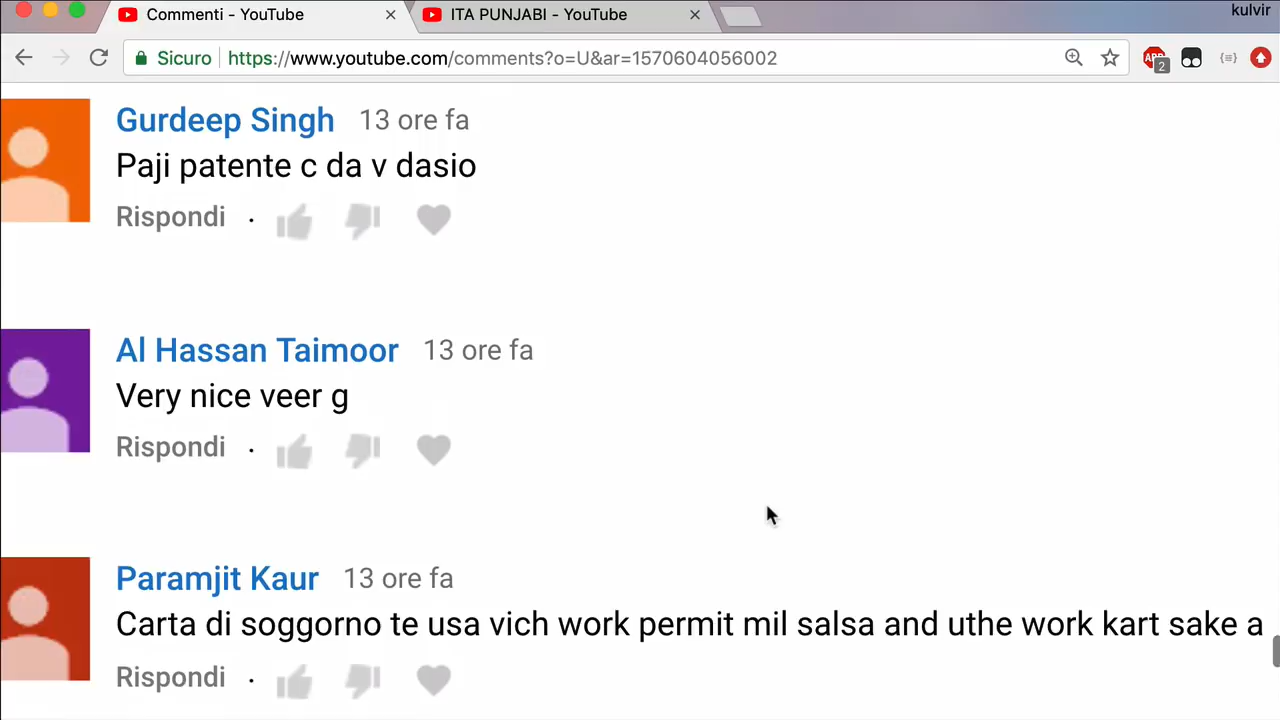 Commenti - YouTube
ITA PUNJABI - YouTube
kulvir
Sicuro https://www.youtube.com/comments?o=U&ar=1570604056002
ABP
2
Gurdeep Singh 13 ore fa
Paji patente c da v dasio
Rispondi
Al Hassan Taimoor 13 ore fa
Very nice veer g
Rispondi
Paramjit Kaur 13 ore fa
Carta di soggorno te usa vich work permit mil salsa and uthe work kart sake a
Rispondi